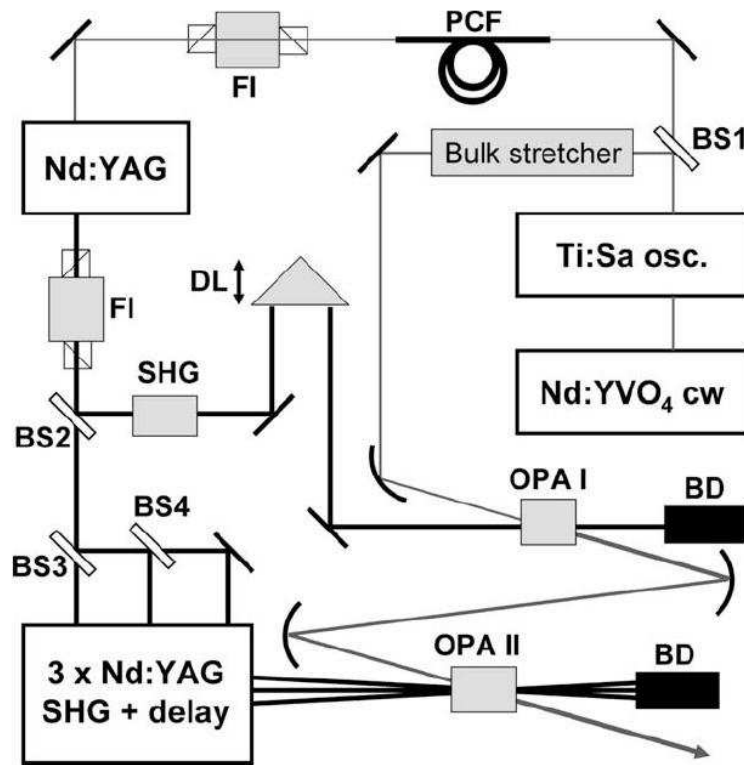 PCF
FI
BS1
Nd:YAG
Bulk stretcher
Ti:Sa osc.
DL
FI
SHG
Nd:YVO₄ cw
BS2
OPA I
BD
BS4
BS3
OPA II
BD
3 x Nd:YAG
SHG + delay